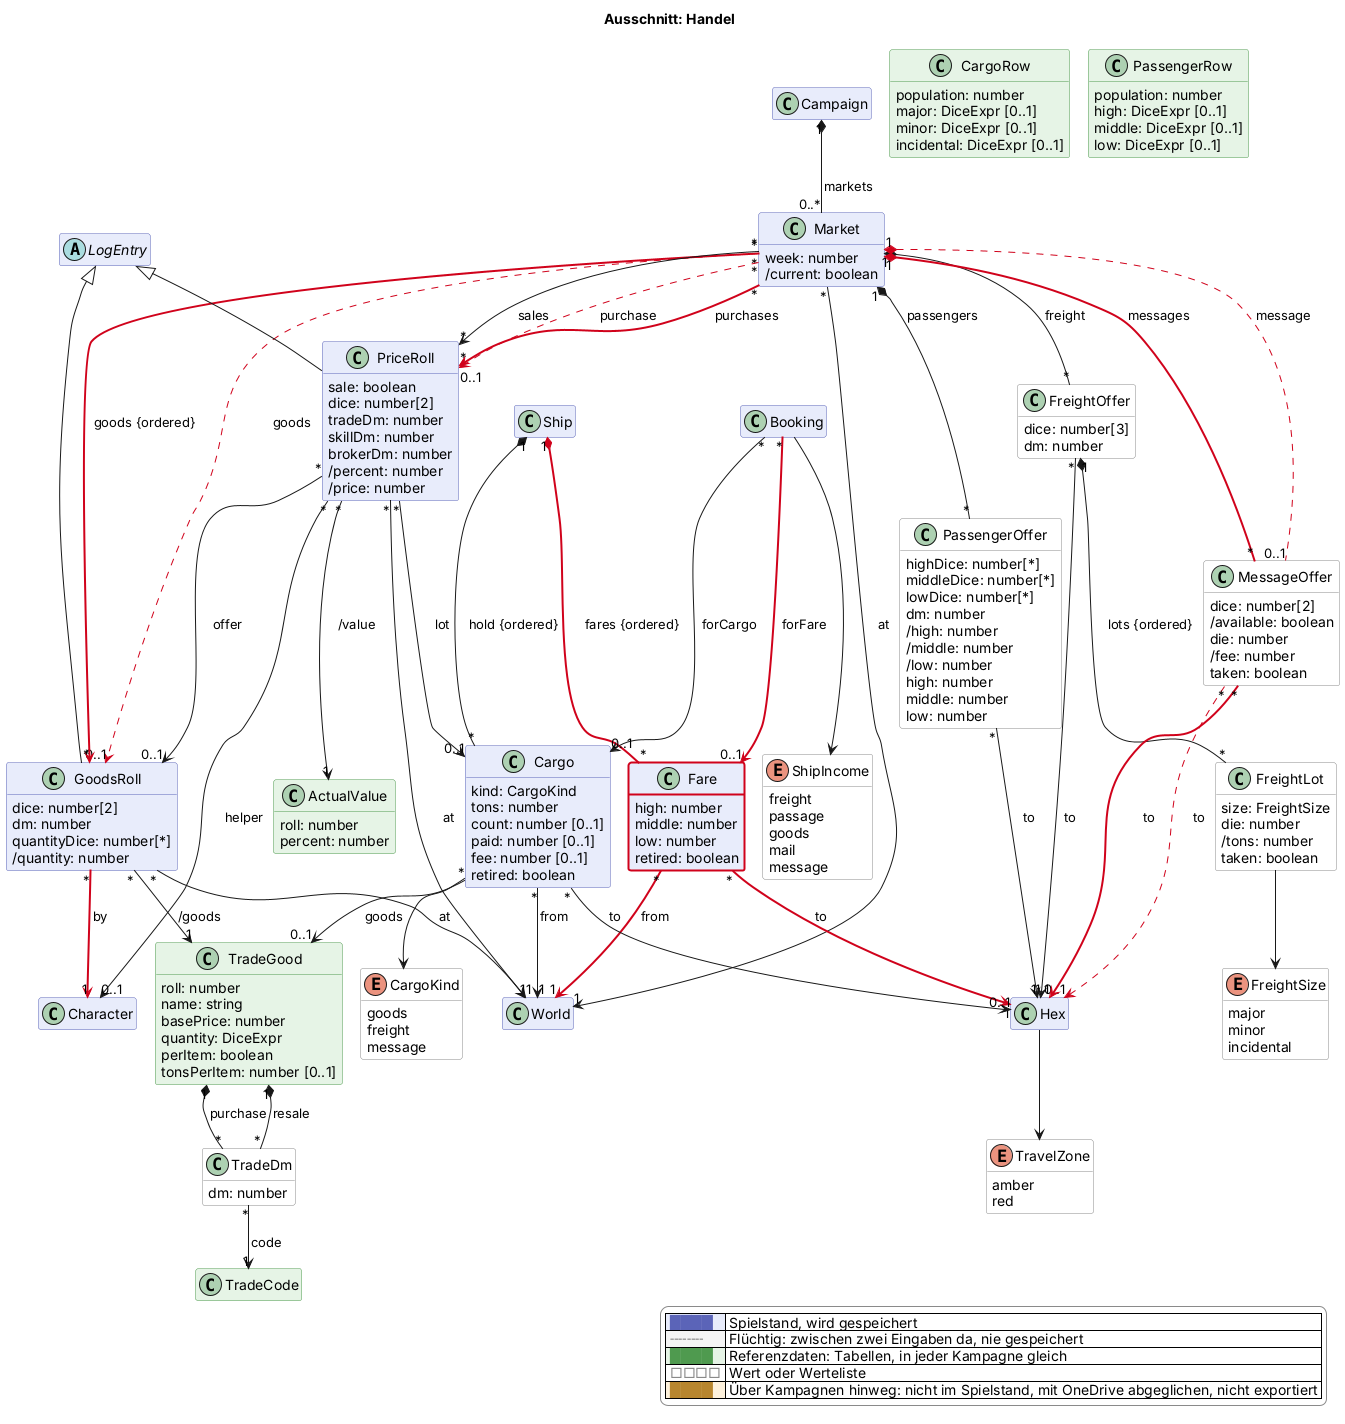 Ausschnitt: Handel
CargoRow
population: number
major: DiceExpr [0..1]
minor: DiceExpr [0..1]
incidental: DiceExpr [0..1]
PassengerRow
population: number
high: DiceExpr [0..1]
middle: DiceExpr [0..1]
low: DiceExpr [0..1]
Campaign
1
markets
0..*
Market
week: number
/current: boolean
LogEntry
sales
purchase
purchases
passengers
freight
messages
message
PriceRoll
sale: boolean
dice: number[2]
tradeDm: number
skillDm: number
brokerDm: number
/percent: number
/price: number
0..1
Ship
Booking
FreightOffer
dice: number[3]
dm: number
goods {ordered}
goods
PassengerOffer
highDice: number[*]
middleDice: number[*]
lowDice: number[*]
dm: number
/high: number
/middle: number
/low: number
high: number
middle: number
low: number
0..1
MessageOffer
dice: number[2]
/available: boolean
die: number
/fee: number
taken: boolean
offer
/value
lot
hold {ordered}
fares {ordered}
forCargo
forFare
at
lots {ordered}
GoodsRoll
dice: number[2]
dm: number
quantityDice: number[*]
/quantity: number
ActualValue
roll: number
percent: number
Cargo
kind: CargoKind
tons: number
count: number [0..1]
paid: number [0..1]
fee: number [0..1]
retired: boolean
Fare
high: number
middle: number
low: number
retired: boolean
ShipIncome
freight
passage
goods
mail
message
FreightLot
size: FreightSize
die: number
/tons: number
taken: boolean
helper
at
to
to
to
to
by
/goods
at
goods
from
to
from
to
Character
TradeGood
roll: number
name: string
basePrice: number
quantity: DiceExpr
perItem: boolean
tonsPerItem: number [0..1]
CargoKind
goods
freight
message
World
Hex
FreightSize
major
minor
incidental
purchase
resale
TradeDm
dm: number
TravelZone
amber
red
code
TradeCode
Spielstand, wird gespeichert
Flüchtig: zwischen zwei Eingaben da, nie gespeichert
Referenzdaten: Tabellen, in jeder Kampagne gleich
Wert oder Werteliste
Über Kampagnen hinweg: nicht im Spielstand, mit OneDrive abgeglichen, nicht exportiert